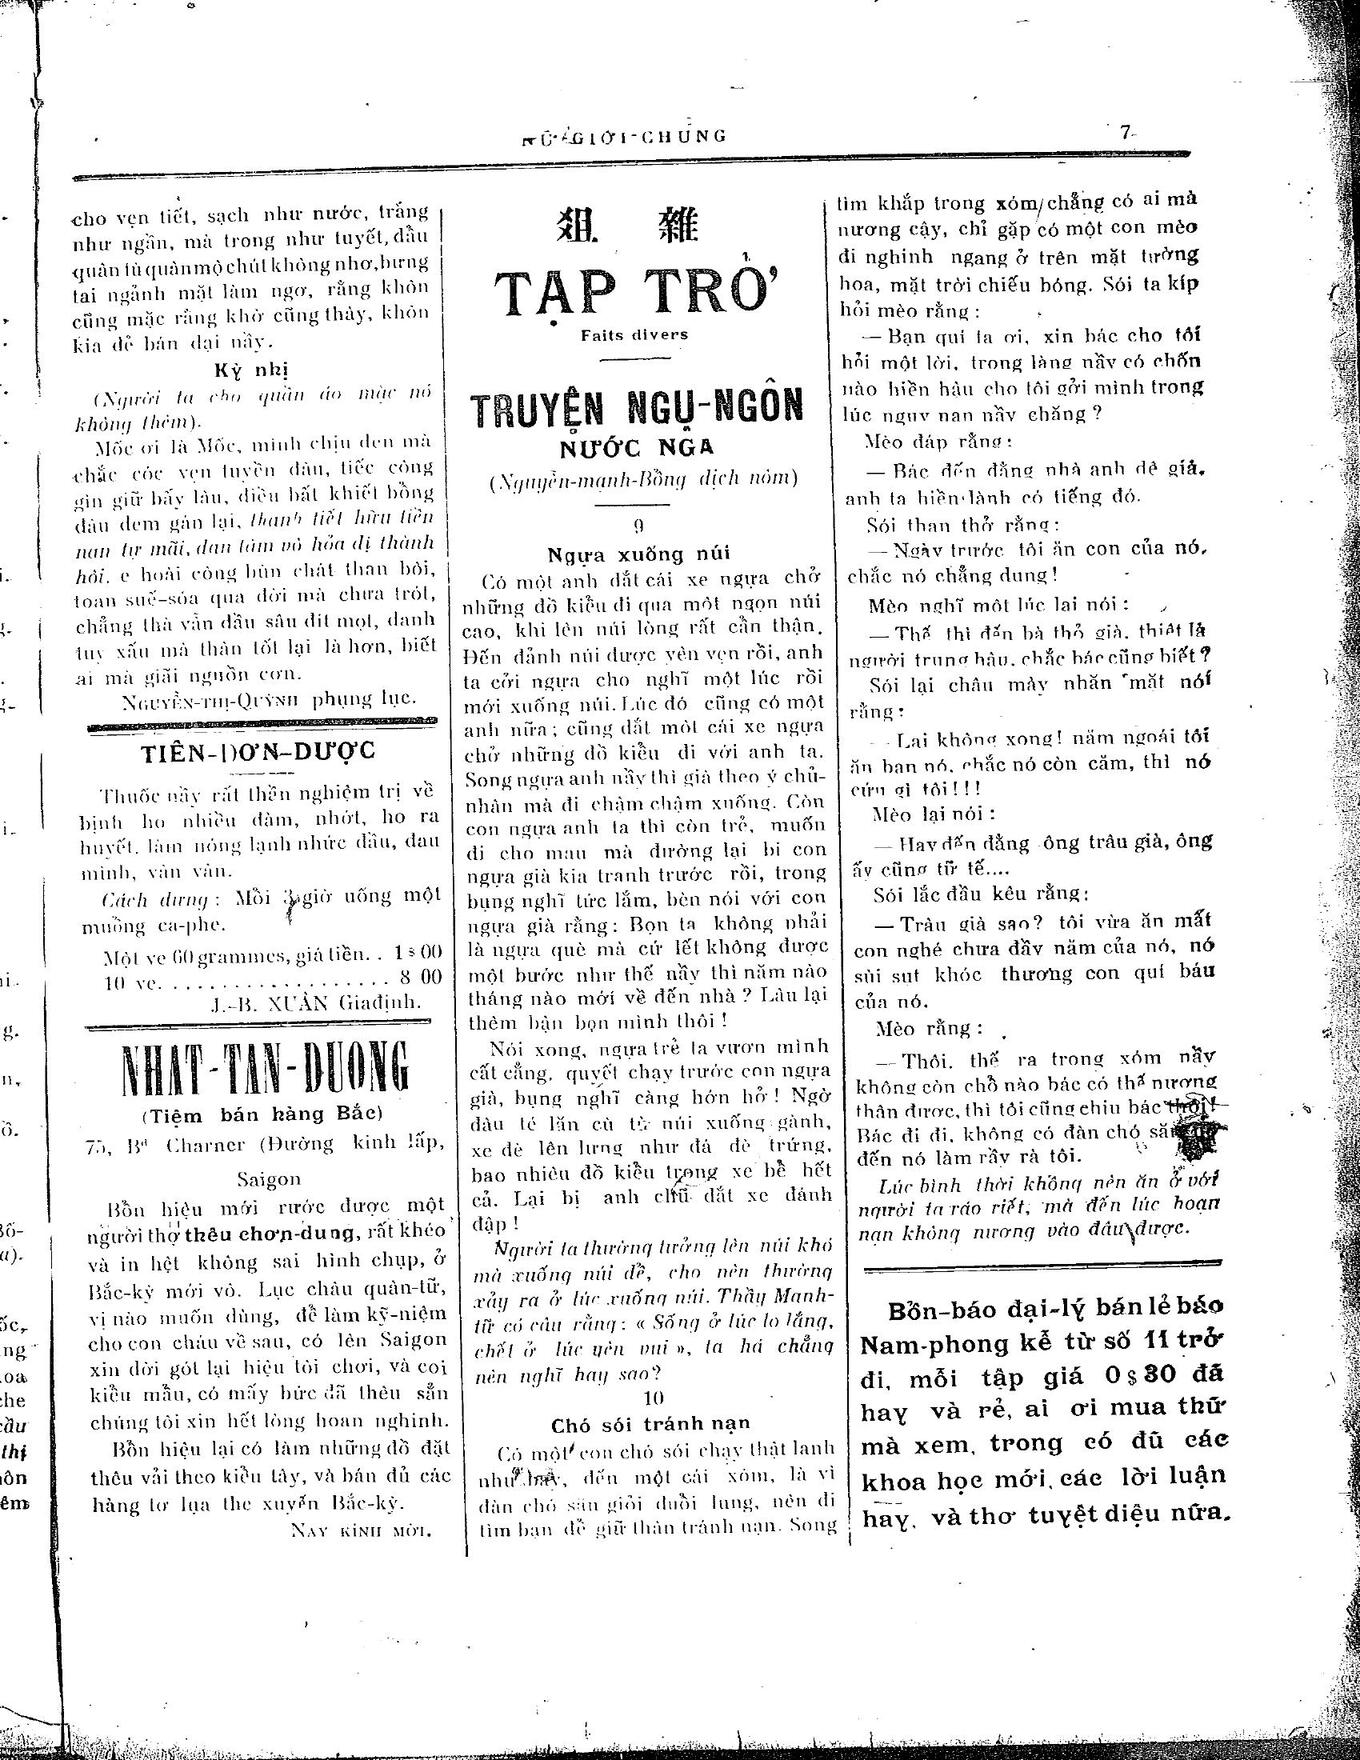 NỮ-GIỚI-CHUNG
7
cho vẹn tiết, sạch như nước, trắng
như ngần, mà trong như tuyết, dẫu
quân tù quàn mộ chút không nhơ, bưng
tai ngảnh mặt làm ngơ, rằng khôn
cũng mặc rằng khờ cũng thây, khôn
kia dễ bán dại nầy.
Kỳ nhị
(Người ta cho quần áo mặc nó
không thèm).
Mốc ơi là Mốc, mình chịu đen mà
chắc cóc vẹn tuyền đâu, tiếc công
gìn giữ bấy lâu, điều bất khiết bỗng
đâu đem gán lại, thanh tiết hữu tiên
nan tự mãi, đan tâm vô hỏa dị thành
hôi, e hoài công bùn chát than bôi,
toan suế-sóa qua đời mà chưa trót,
chẳng thà vằn đầu sâu đít mọt, danh
tuy xấu mà thân tốt lại là hơn, biết
ai mà giãi nguồn cơn.
NGUYỄN-THỊ-QUỲNH phụng lục.
TIÊN-ĐƠN-DƯỢC
Thuốc nầy rất thần nghiệm trị về
bịnh ho nhiều đàm, nhớt, ho ra
huyết, làm nóng lạnh nhức đầu, đau
mình, vân vân.
Cách dùng: Mỗi 3 giờ uống một
muỗng ca-phe.
Một ve 60 grammes, giá tiền. . 1$00
10 ve. . . . . . . . . . . . . . . . . . 8 00
J.-B. XUÂN Giađịnh.
NHAT-TAN-DUONG
(Tiệm bán hàng Bắc)
75, Bd Charner (Đường kinh lấp,
Saigon
Bổn hiệu mới rước được một
người thợ thêu chơn-dung, rất khéo
và in hệt không sai hình chụp, ở
Bắc-kỳ mới vô. Lục châu quân-tữ,
vị nào muốn dùng, để làm kỹ-niệm
cho con cháu về sau, có lên Saigon
xin dời gót lại hiệu tôi chơi, và coi
kiểu mẫu, có mấy bức đã thêu sẵn
chúng tôi xin hết lòng hoan nghinh.
Bổn hiệu lại có làm những đồ đặt
thêu vải theo kiểu tây, và bán đủ các
hàng tơ lụa the xuyến Bắc-kỳ.
NAY KÍNH MỜI.
俎 雜
TẠP TRỞ
Faits divers
TRUYỆN NGỤ-NGÔN
NƯỚC NGA
(Nguyễn-mạnh-Bổng dịch nôm)
9
Ngựa xuống núi
Có một anh dắt cái xe ngựa chở
những đồ kiểu đi qua một ngọn núi
cao, khi lên núi lòng rất cẩn thận.
Đến đảnh núi được yên vẹn rồi, anh
ta cởi ngựa cho nghĩ một lúc rồi
mới xuống núi. Lúc đó cũng có một
anh nữa; cũng dắt một cái xe ngựa
chở những đồ kiểu đi với anh ta.
Song ngựa anh nầy thì già theo ý chủ-
nhân mà đi chậm chậm xuống. Còn
con ngựa anh ta thì còn trẻ, muốn
đi cho mau mà đường lại bị con
ngựa già kia tranh trước rồi, trong
bụng nghĩ tức lắm, bèn nói với con
ngựa già rằng: Bọn ta không phải
là ngựa què mà cứ lết không được
một bước như thế nầy thì năm nào
tháng nào mới về đến nhà? Lâu lại
thêm bận bọn mình thôi!
Nói xong, ngựa trẻ ta vươn mình
cất cẳng, quyết chạy trước con ngựa
già, bụng nghĩ càng hớn hở! Ngờ
đâu té lăn cù từ núi xuống gành,
xe đè lên lưng như đá đè trứng,
bao nhiêu đồ kiểu trong xe bể hết
cả. Lại bị anh chủ dắt xe đánh
đập!
Người ta thường tưởng lên núi khó
mà xuống núi dể, cho nên thường
xảy ra ở lúc xuống núi. Thầy Mạnh-
tữ có câu rằng: « Sống ở lúc lo lắng,
chết ở lúc yên vui », ta há chẳng
nên nghĩ hay sao?
10
Chó sói tránh nạn
Có một con chó sói chạy thật lanh
như bay, đến một cái xóm, là vì
đàn chó săn giỏi đuổi lung, nên đi
tìm bạn để giữ thân tránh nạn. Song
tìm khắp trong xóm chẳng có ai mà
nương cậy, chỉ gặp có một con mèo
đi nghinh ngang ở trên mặt tường
hoa, mặt trời chiếu bóng. Sói ta kíp
hỏi mèo rằng:
— Bạn quí ta ơi, xin bác cho tôi
hỏi một lời, trong làng nầy có chốn
nào hiền hậu cho tôi gởi mình trong
lúc nguy nan nầy chăng?
Mèo đáp rằng:
— Bác đến đằng nhà anh dê già,
anh ta hiền lành có tiếng đó.
Sói than thở rằng:
— Ngày trước tôi ăn con của nó,
chắc nó chẳng dung!
Mèo nghĩ một lúc lại nói:
— Thế thì đến bà thỏ già, thiệt là
người trung hậu, chắc bác cũng biết?
Sói lại châu mày nhăn mặt nói
rằng:
— Lại không xong! năm ngoái tôi
ăn bạn nó, chắc nó còn căm, thì nó
cứu gì tôi!!!
Mèo lại nói:
— Hay đến đằng ông trâu già, ông
ấy cũng tử tế....
Sói lắc đầu kêu rằng:
— Trâu già sao? tôi vừa ăn mất
con nghé chưa đầy năm của nó, nó
sùi sụt khóc thương con quí báu
của nó.
Mèo rằng:
— Thôi, thế ra trong xóm nầy
không còn chỗ nào bác có thể nương
thân được, thì tôi cũng chịu bác thôi!
Bác đi đi, không có đàn chó săn
đến nó làm rầy rà tôi.
Lúc bình thời không nên ăn ở với
người ta ráo riết, mà đến lúc hoạn
nạn không nương vào đâu được.
Bổn-báo đại-lý bán lẻ báo
Nam-phong kể từ số 11 trở
đi, mỗi tập giá 0$30 đã
hay và rẻ, ai ơi mua thử
mà xem, trong có đũ các
khoa học mới, các lời luận
hay, và thơ tuyệt diệu nữa.